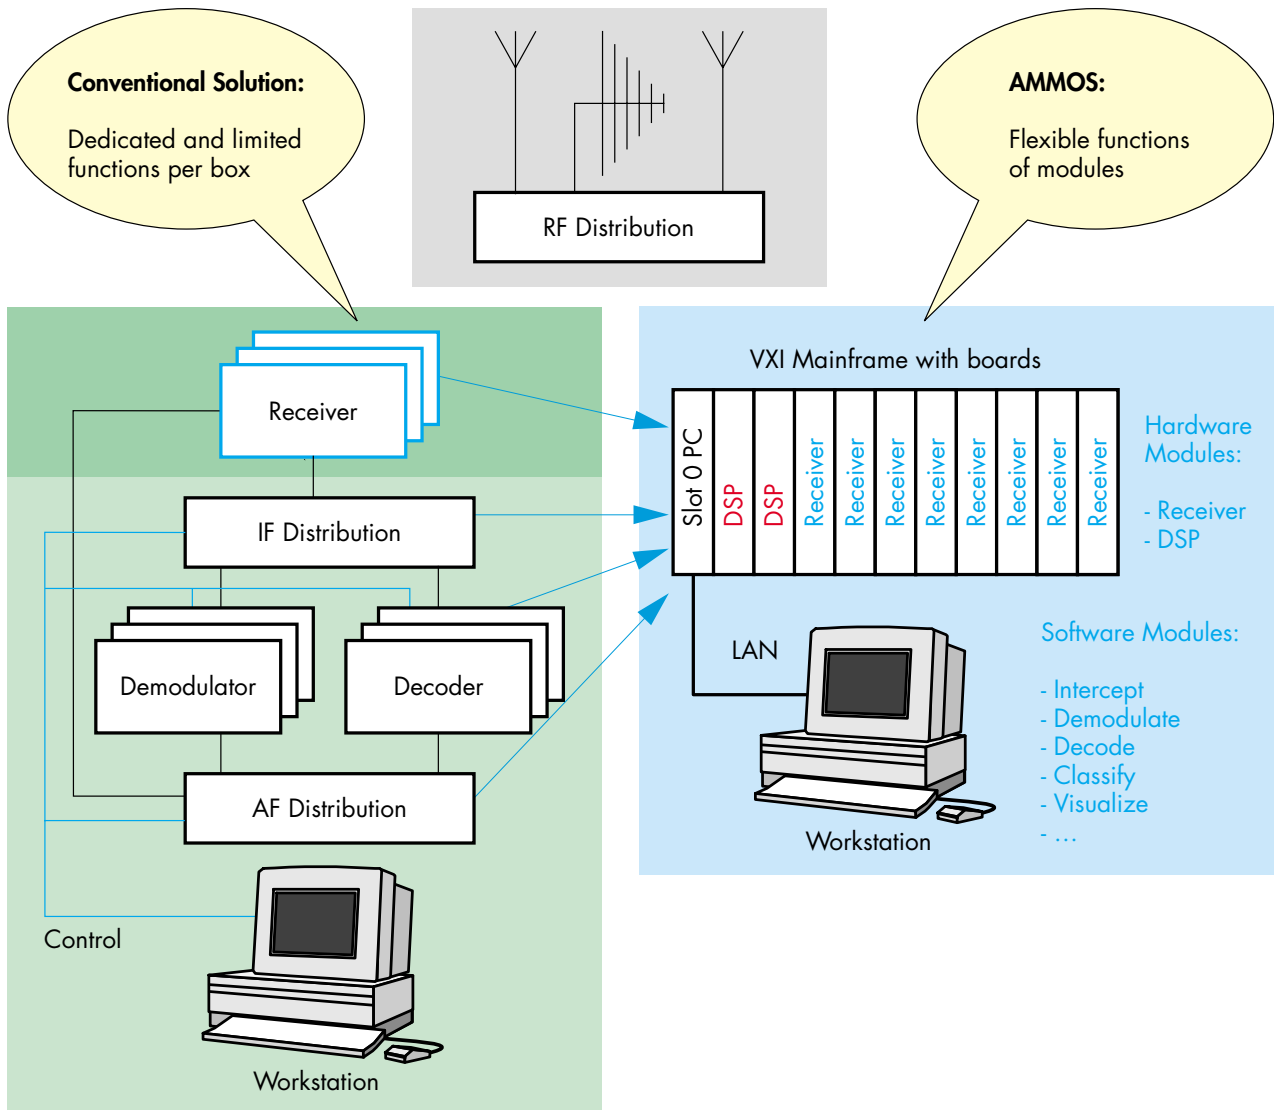 Conventional Solution:
Dedicated and limited
functions per box
RF Distribution
AMMOS:
Flexible functions
of modules
Receiver
IF Distribution
Demodulator
Decoder
AF Distribution
Control
Workstation
VXI Mainframe with boards
Slot 0 PC
DSP
DSP
Receiver
Receiver
Receiver
Receiver
Receiver
Receiver
Receiver
Receiver
Hardware
Modules:
- Receiver
- DSP
LAN
Workstation
Software Modules:
- Intercept
- Demodulate
- Decode
- Classify
- Visualize
- ...